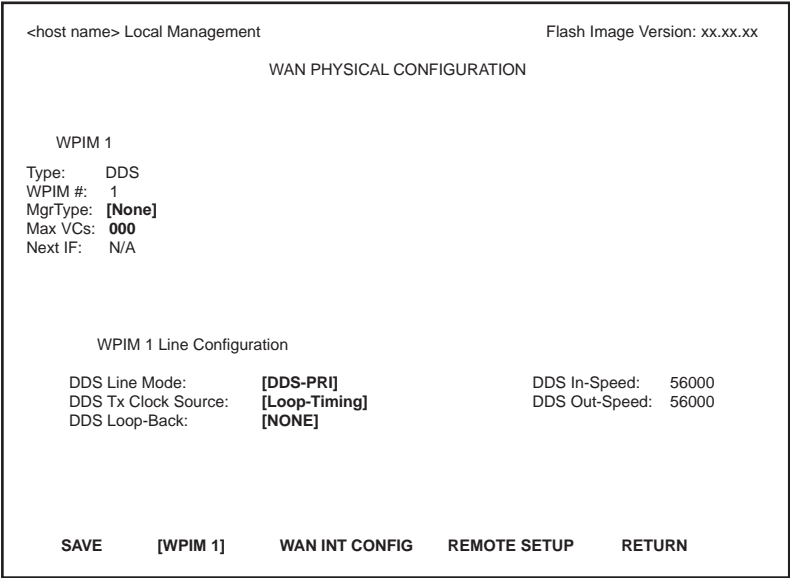 <host name> Local Management Flash Image Version: xx.xx.xx
WAN PHYSICAL CONFIGURATION
WPIM 1
Type: DDS
WPIM #: 1
MgrType: [None]
Max VCs: 000
Next IF: N/A
WPIM 1 Line Configuration
DDS Line Mode: [DDS-PRI] DDS In-Speed: 56000
DDS Tx Clock Source: [Loop-Timing] DDS Out-Speed: 56000
DDS Loop-Back: [NONE]
SAVE [WPIM 1] WAN INT CONFIG REMOTE SETUP RETURN